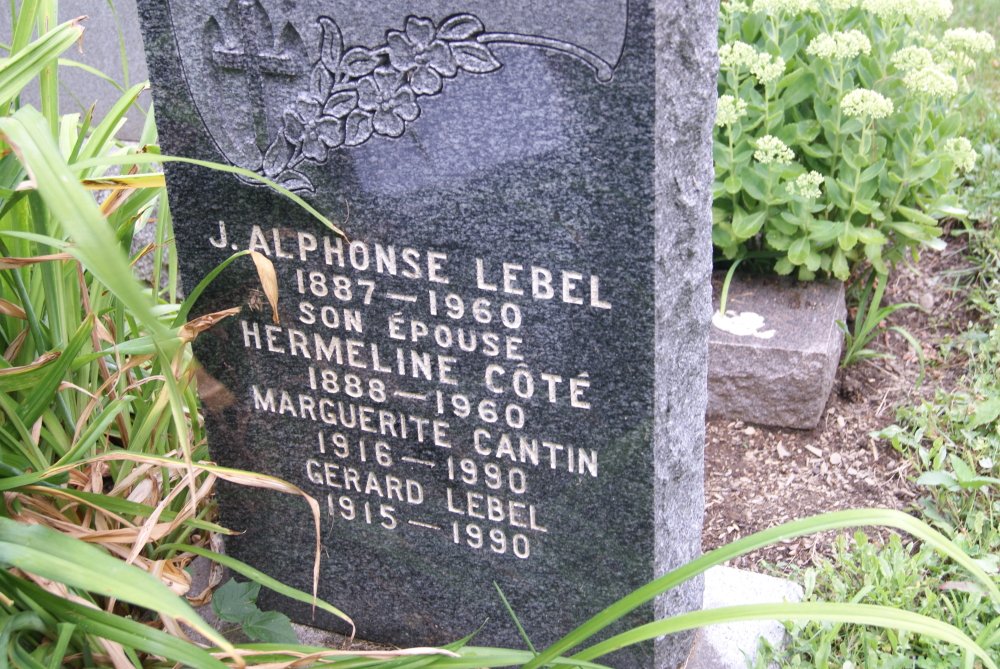 J. ALPHONSE LEBEL
1887 — 1960
SON ÉPOUSE
HERMELINE CÔTÉ
1888 — 1960
MARGUERITE CANTIN
1916 — 1990
GERARD LEBEL
1915 — 1990